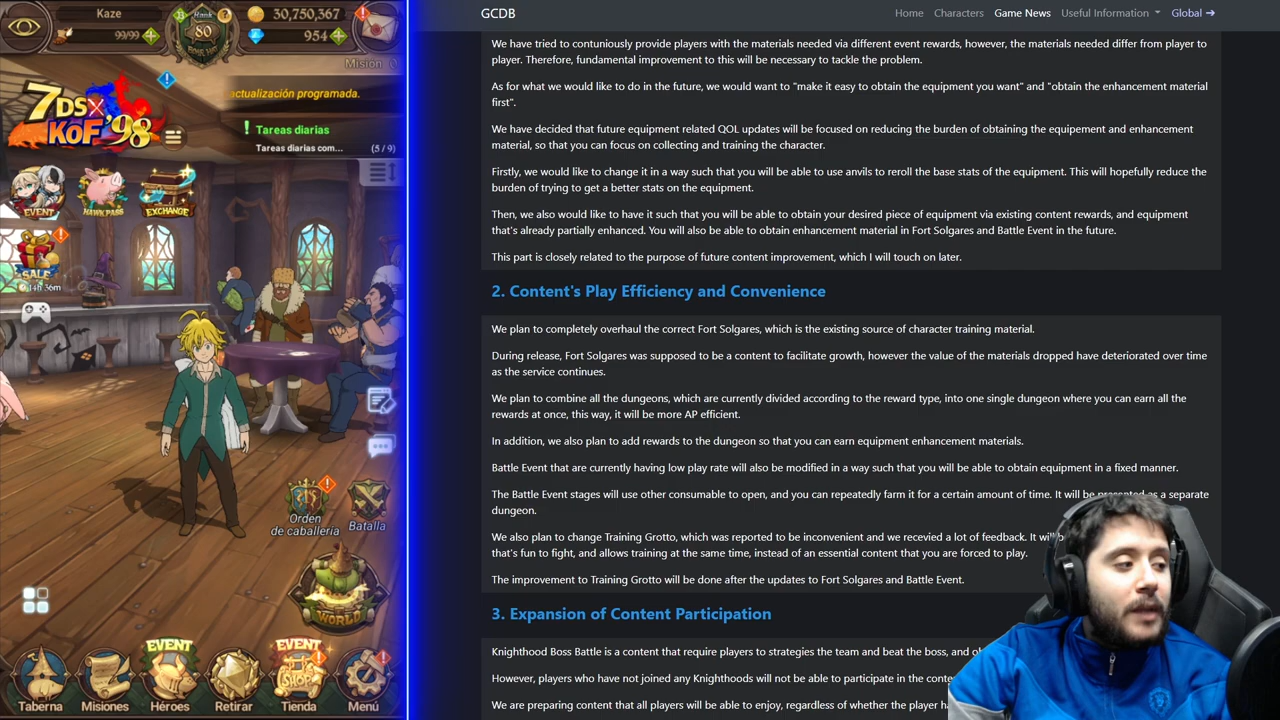 Kaze
99/99
B
Rank
80
30,750,367
954
Misión
actualización programada.
Tareas diarias
Tareas diarias com...
(5 / 9)
7DS x
KOF '98
EVENT
HAWK PASS
EXCHANGE
SALE
14h 36m
Orden
de caballería
Batalla
WORLD
EVENT
EVENT
SHOP
Taberna
Misiones
Héroes
Retirar
Tienda
Menú
GCDB
Home
Characters
Game News
Useful Information
Global ➔
We have tried to contuniously provide players with the materials needed via different event rewards, however, the materials needed differ from player to
player. Therefore, fundamental improvement to this will be necessary to tackle the problem.
As for what we would like to do in the future, we would want to "make it easy to obtain the equipment you want" and "obtain the enhancement material
first".
We have decided that future equipment related QOL updates will be focused on reducing the burden of obtaining the equipement and enhancement
material, so that you can focus on collecting and training the character.
Firstly, we would like to change it in a way such that you will be able to use anvils to reroll the base stats of the equipment. This will hopefully reduce the
burden of trying to get a better stats on the equipment.
Then, we also would like to have it such that you will be able to obtain your desired piece of equipment via existing content rewards, and equipment
that's already partially enhanced. You will also be able to obtain enhancement material in Fort Solgares and Battle Event in the future.
This part is closely related to the purpose of future content improvement, which I will touch on later.
2. Content's Play Efficiency and Convenience
We plan to completely overhaul the correct Fort Solgares, which is the existing source of character training material.
During release, Fort Solgares was supposed to be a content to facilitate growth, however the value of the materials dropped have deteriorated over time
as the service continues.
We plan to combine all the dungeons, which are currently divided according to the reward type, into one single dungeon where you can earn all the
rewards at once, this way, it will be more AP efficient.
In addition, we also plan to add rewards to the dungeon so that you can earn equipment enhancement materials.
Battle Event that are currently having low play rate will also be modified in a way such that you will be able to obtain equipment in a fixed manner.
The Battle Event stages will use other consumable to open, and you can repeatedly farm it for a certain amount of time. It will be presented as a separate
dungeon.
We also plan to change Training Grotto, which was reported to be inconvenient and we recevied a lot of feedback. It will b
that's fun to fight, and allows training at the same time, instead of an essential content that you are forced to play.
The improvement to Training Grotto will be done after the updates to Fort Solgares and Battle Event.
3. Expansion of Content Participation
Knighthood Boss Battle is a content that require players to strategies the team and beat the boss, and
However, players who have not joined any Knighthoods will not be able to participate in the
We are preparing content that all players will be able to enjoy, regardless of whether the player